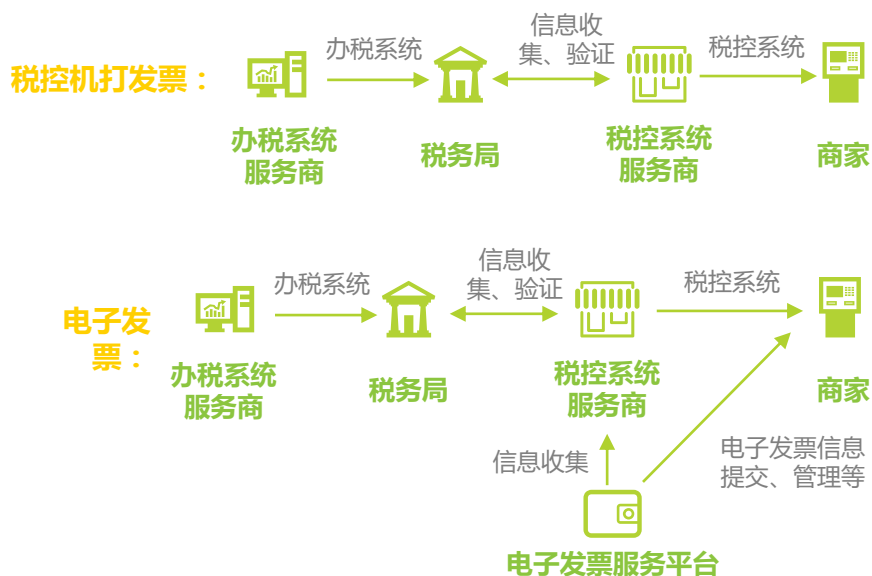 税控机打发票：
办税系统
信息收
集、验证
税控系统
办税系统
服务商
税务局
税控系统
服务商
商家
电子发
票：
办税系统
信息收
集、验证
税控系统
办税系统
服务商
税务局
税控系统
服务商
商家
信息收集
电子发票信息
提交、管理等
电子发票服务平台